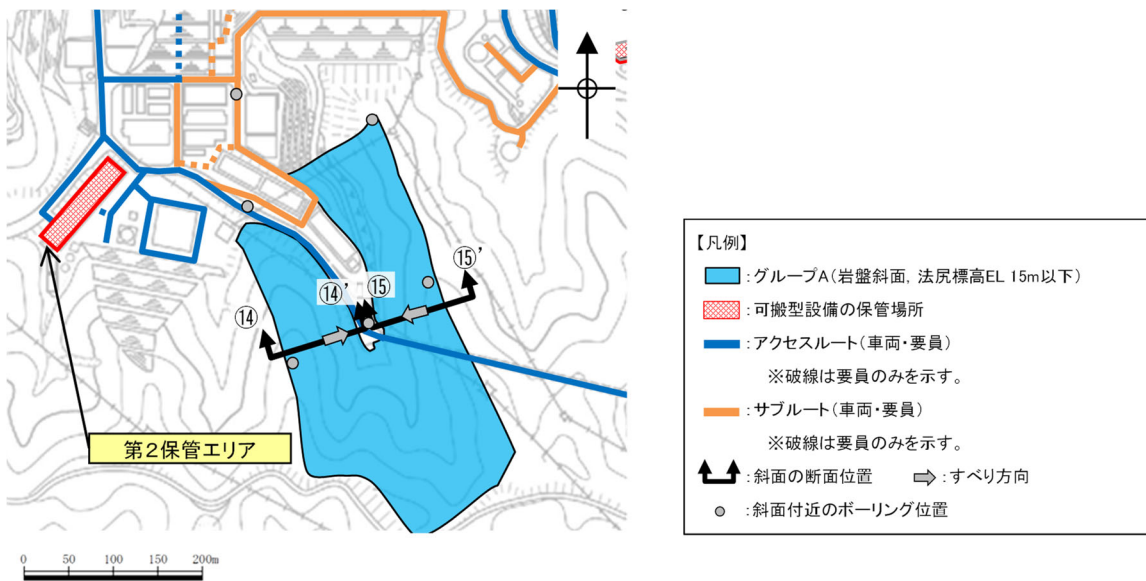 ⑭
⑭'
⑮
⑮'
第2保管エリア
0 50 100 150 200m
【凡例】
:グループA(岩盤斜面，法尻標高EL 15m以下)
:可搬型設備の保管場所
:アクセスルート(車両・要員)
※破線は要員のみを示す。
:サブルート(車両・要員)
※破線は要員のみを示す。
:斜面の断面位置 :すべり方向
:斜面付近のボーリング位置